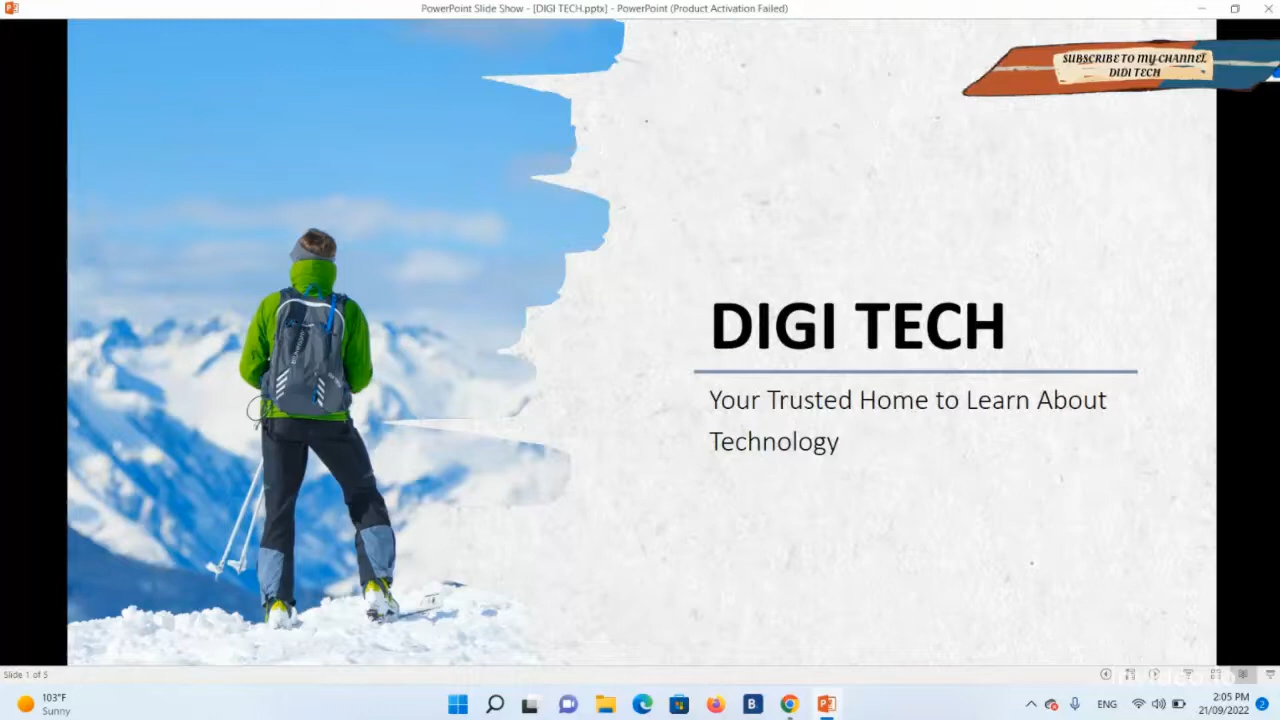 PowerPoint Slide Show - [DIGI TECH.pptx] - PowerPoint (Product Activation Failed)
SUBSCRIBE TO MY CHANNEL
DIDI TECH
DIGI TECH
Your Trusted Home to Learn About
Technology
Slide 1 of 5
103°F
Sunny
B.
ENG
2:05 PM
21/09/2022
2